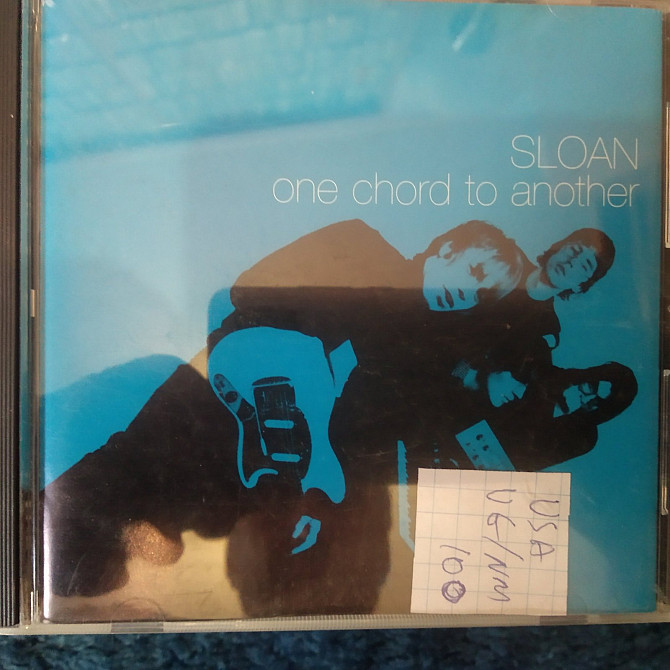 SLOAN
one chord to another
USA
VG/NM
100